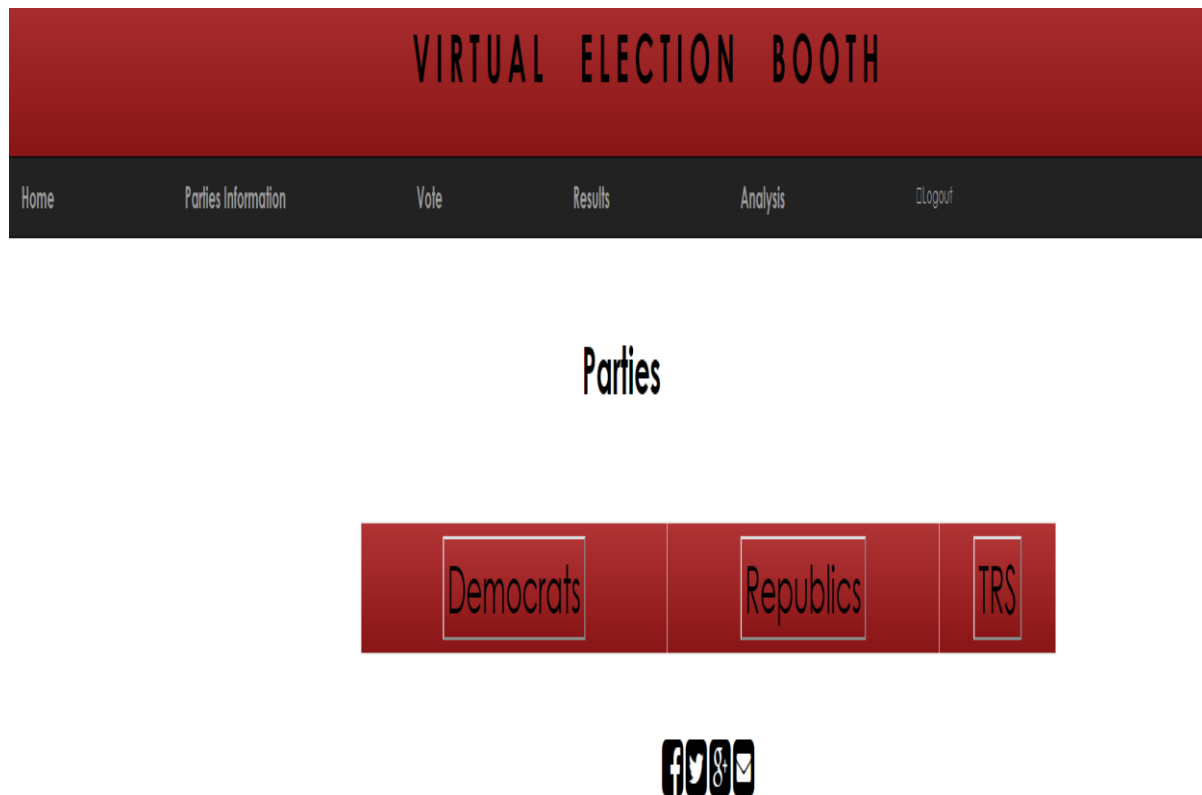 VIRTUAL ELECTION BOOTH
Home Parties Information Vote Results Analysis Logout
Parties
Democrats Republics TRS